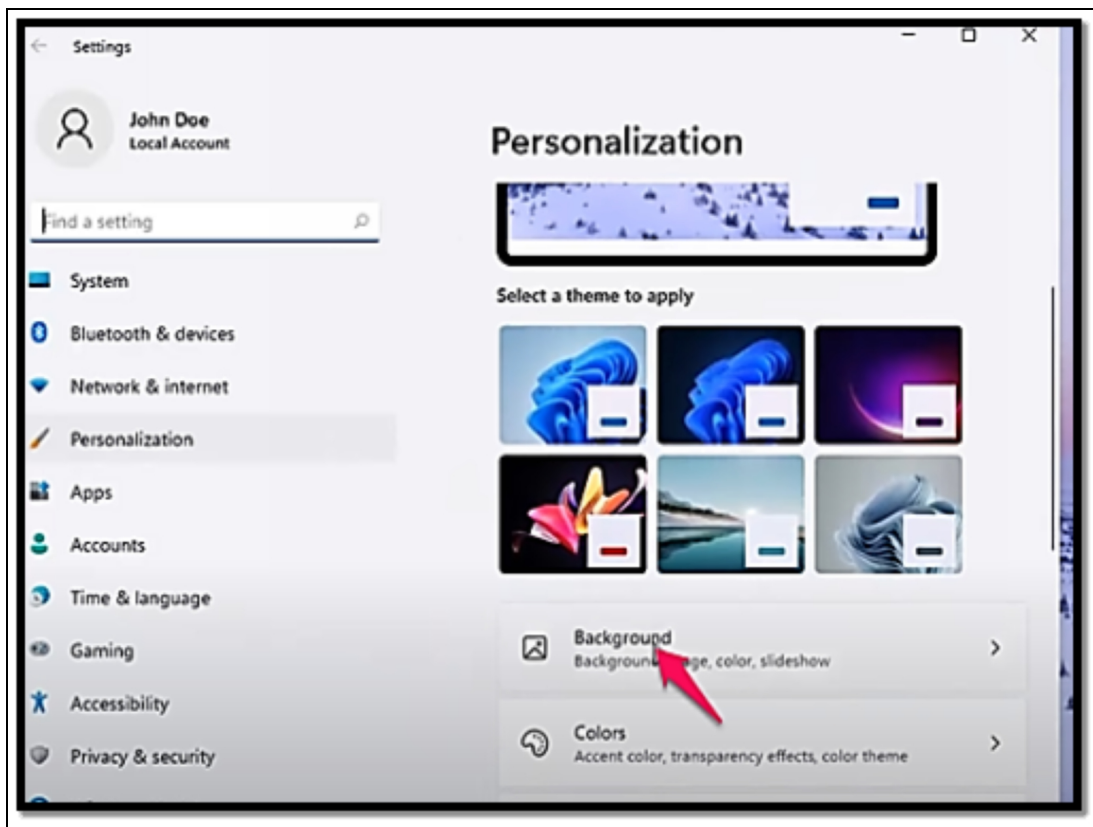 Settings
John Doe
Local Account
Find a setting
System
Bluetooth & devices
Network & internet
Personalization
Apps
Accounts
Time & language
Gaming
Accessibility
Privacy & security
Personalization
Select a theme to apply
Background
Background image, color, slideshow
Colors
Accent color, transparency effects, color theme